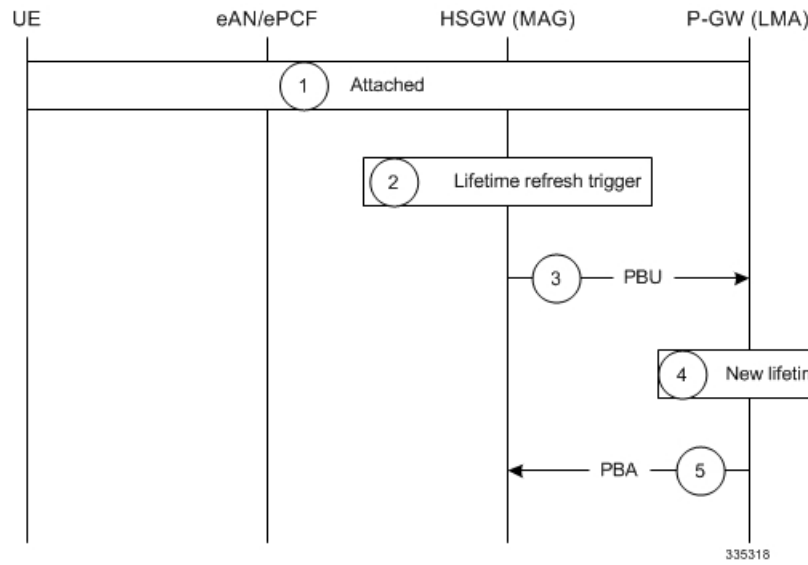 UE eAN/ePCF HSGW (MAG) P-GW (LMA)
1 Attached
2 Lifetime refresh trigger
3 PBU
4 New
PBA 5
335318